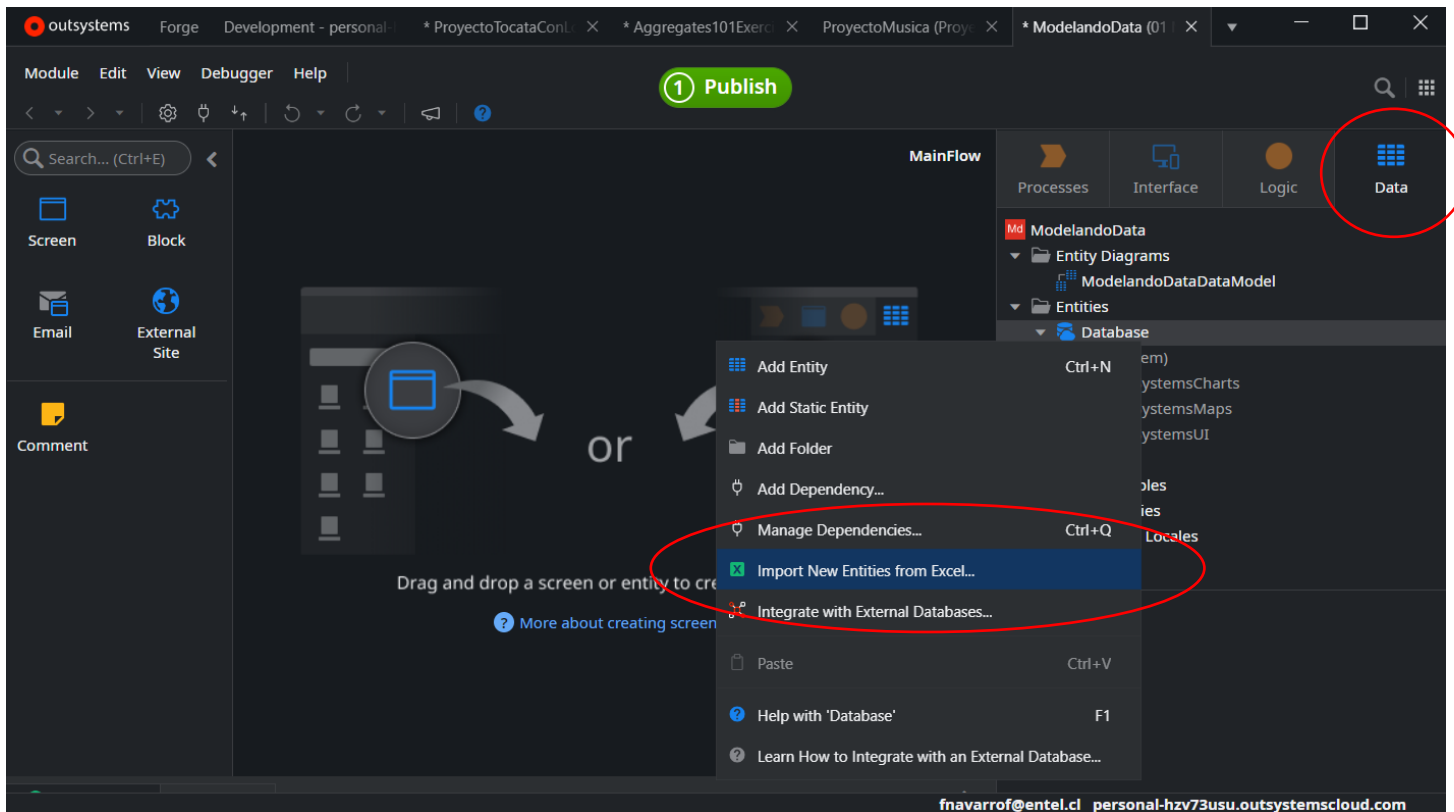 outsystems Forge Development - personal- * ProyectoTocataConLo * Aggregates101Exerc ProyectoMusica (Proye * ModelandoData (01
Module Edit View Debugger Help
1 Publish
Search... (Ctrl+E)
MainFlow
Processes Interface Logic Data
Screen Block
Email External Site
Comment
ModelandoData
Entity Diagrams
ModelandoDataDataModel
Entities
Database
em)
ystemsCharts
ystemsMaps
ystemsUI
bles
ies
Locales
or
Drag and drop a screen or entity to cre
More about creating screen
Add Entity Ctrl+N
Add Static Entity
Add Folder
Add Dependency...
Manage Dependencies... Ctrl+Q
Import New Entities from Excel...
Integrate with External Databases...
Paste Ctrl+V
Help with 'Database' F1
Learn How to Integrate with an External Database...
fnavarrof@entel.cl personal-hzv73usu.outsystemscloud.com